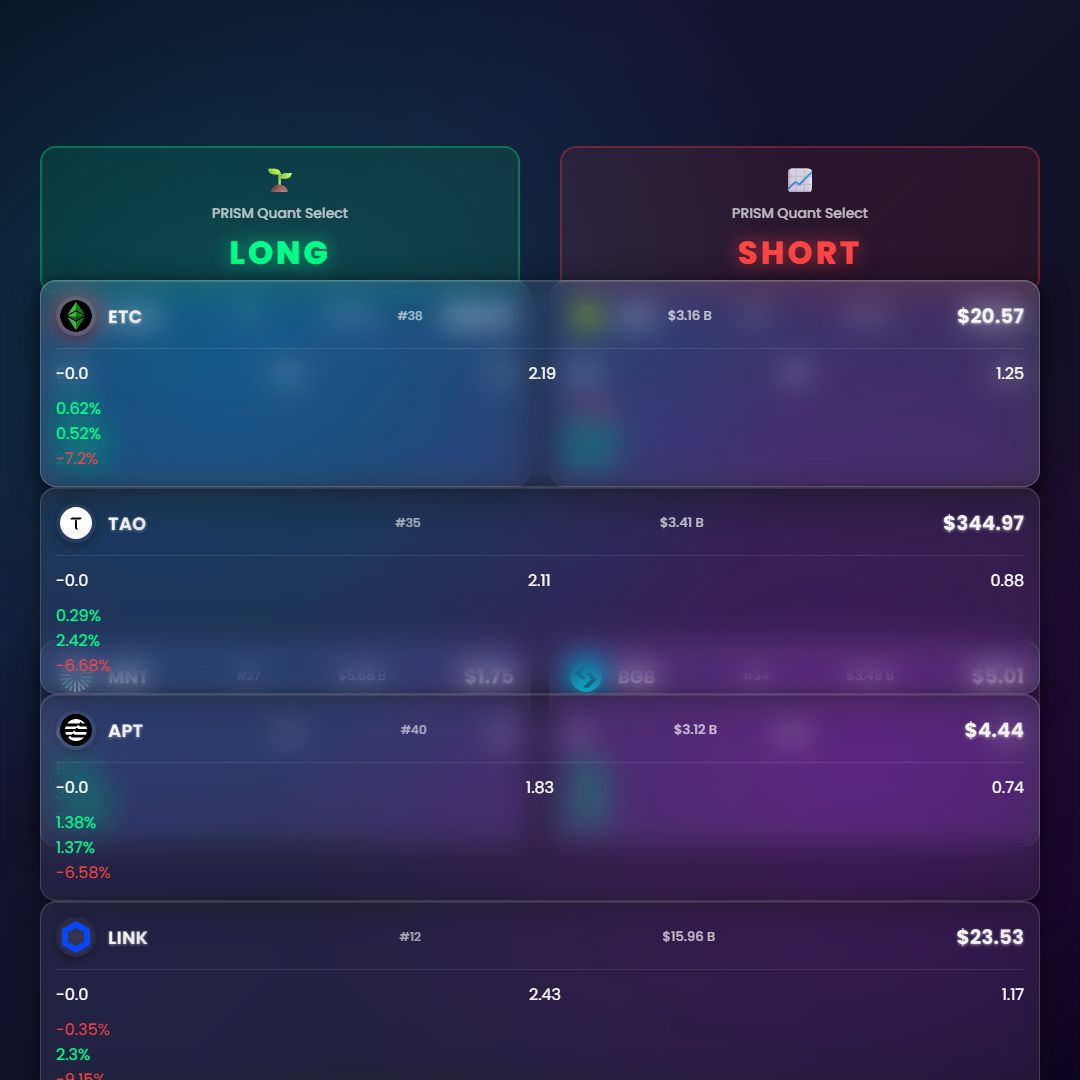 PRISM Quant Select
LONG
PRISM Quant Select
SHORT
ETC #38 $3.16 B $20.57
-0.0 2.19 1.25
0.62%
0.52%
-7.2%
TAO #35 $3.41 B $344.97
-0.0 2.11 0.88
0.29%
2.42%
-6.68%
MNT #27 $5.68 B $1.75 BGB #34 $3.49 B $5.01
APT #40 $3.12 B $4.44
-0.0 1.83 0.74
1.38%
1.37%
-6.58%
LINK #12 $15.96 B $23.53
-0.0 2.43 1.17
-0.35%
2.3%
-9.15%